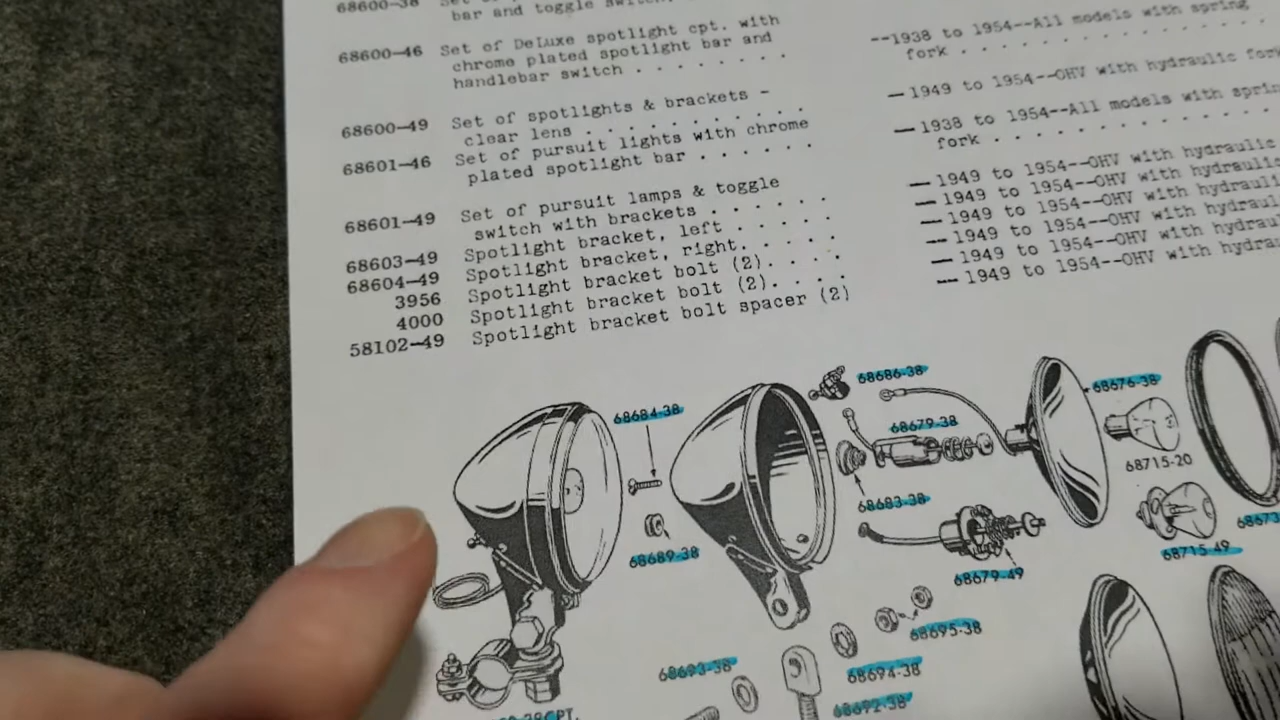 68600-38 Set of
bar and toggle switch.
68600-46 Set of DeLuxe spotlight cpt. with
chrome plated spotlight bar and
handlebar switch . . . . . . .
--1938 to 1954--All models with spring
fork . . . . . . . . . . . . .
68600-49 Set of spotlights & brackets -
clear lens . . . . . . . . . .
--1949 to 1954--OHV with hydraulic fork
68601-46 Set of pursuit lights with chrome
plated spotlight bar . . . . . .
--1938 to 1954--All models with spring
fork . . . . . . . . . . . . .
68601-49 Set of pursuit lamps & toggle
switch with brackets . . . . . .
--1949 to 1954--OHV with hydraulic
68603-49 Spotlight bracket, left . . . . .
--1949 to 1954--OHV with hydraulic
68604-49 Spotlight bracket, right. . . . .
--1949 to 1954--OHV with hydraulic
3956 Spotlight bracket bolt (2). . . .
--1949 to 1954--OHV with hydraulic
4000 Spotlight bracket bolt (2). . . .
--1949 to 1954--OHV with hydraulic
58102-49 Spotlight bracket bolt spacer (2)
--1949 to 1954--OHV with hydraulic
68686-38
68684-38
68676-38
68679-38
68715-20
68683-38
68689-38
68715-49
68679-49
68695-38
68693-38
68694-38
68692-38